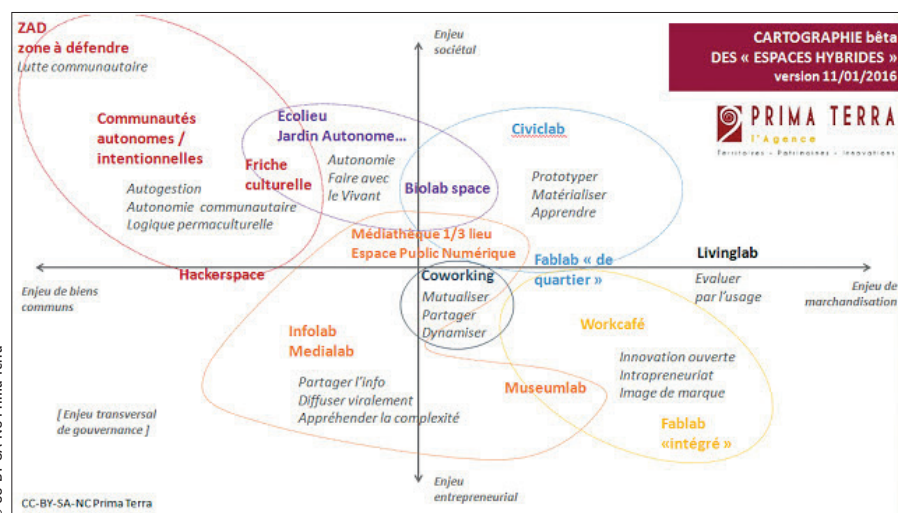 ZAD
zone à défendre
Lutte communautaire
Enjeu
sociétal
CARTOGRAPHIE bêta
DES « ESPACES HYBRIDES »
version 11/01/2016
PRIMA TERRA
l'Agence
Territoires - Patrimoines - Innovations
Communautés
autonomes /
intentionnelles
Autogestion
Autonomie communautaire
Logique permaculturelle
Friche
culturelle
Ecolieu
Jardin Autonome...
Autonomie
Faire avec
le Vivant
Biolab space
Civiclab
Prototyper
Matérialiser
Apprendre
Médiathèque 1/3 lieu
Espace Public Numérique
Hackerspace
Coworking
Mutualiser
Partager
Dynamiser
Fablab « de
quartier »
Livinglab
Evaluer
par l'usage
Enjeu de biens
communs
Enjeu de
marchandisation
Infolab
Medialab
Partager l'info
Diffuser viralement
Appréhender la complexité
Workcafé
Innovation ouverte
Intrapreneuriat
Image de marque
Museumlab
Fablab
«intégré »
[ Enjeu transversal
de gouvernance ]
Enjeu
entrepreneurial
CC-BY-SA-NC Prima Terra